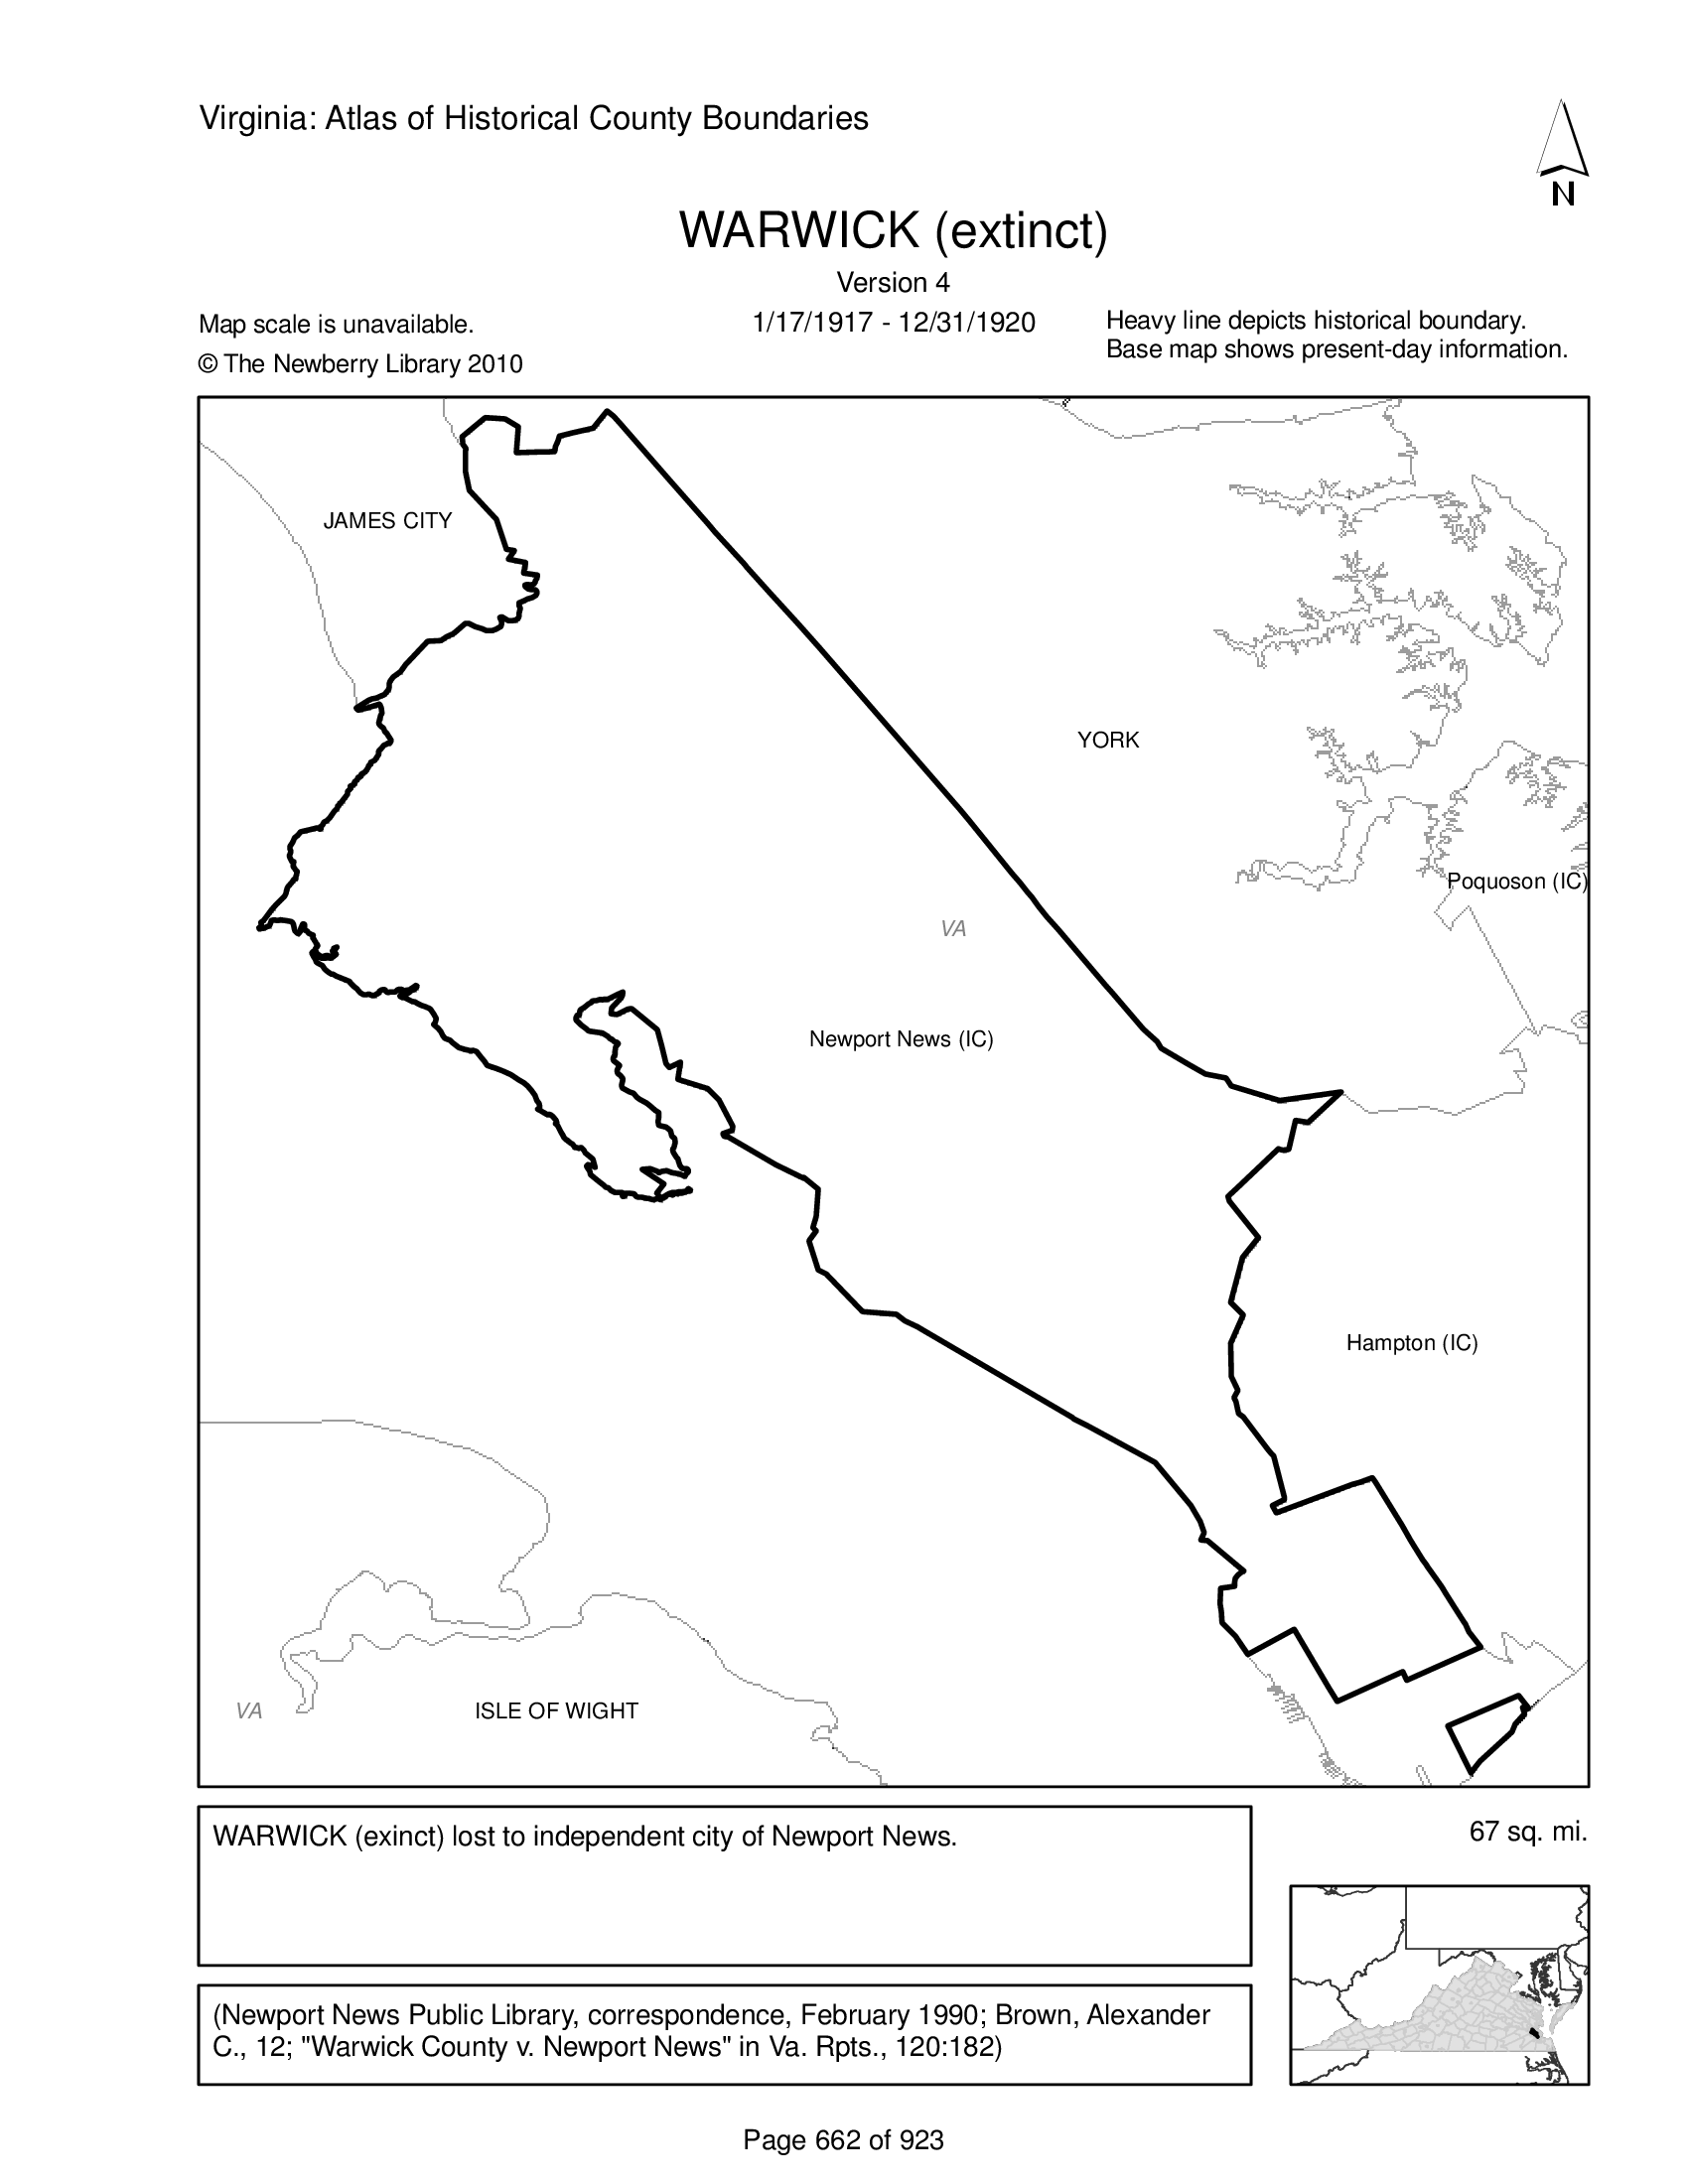 Virginia: Atlas of Historical County Boundaries
N
WARWICK (extinct)
Version 4
1/17/1917 - 12/31/1920
Map scale is unavailable.
© The Newberry Library 2010
Heavy line depicts historical boundary.
Base map shows present-day information.
JAMES CITY
YORK
Poquoson (IC)
VA
Newport News (IC)
Hampton (IC)
VA
ISLE OF WIGHT
WARWICK (exinct) lost to independent city of Newport News.
67 sq. mi.
(Newport News Public Library, correspondence, February 1990; Brown, Alexander
C., 12; "Warwick County v. Newport News" in Va. Rpts., 120:182)
Page 662 of 923